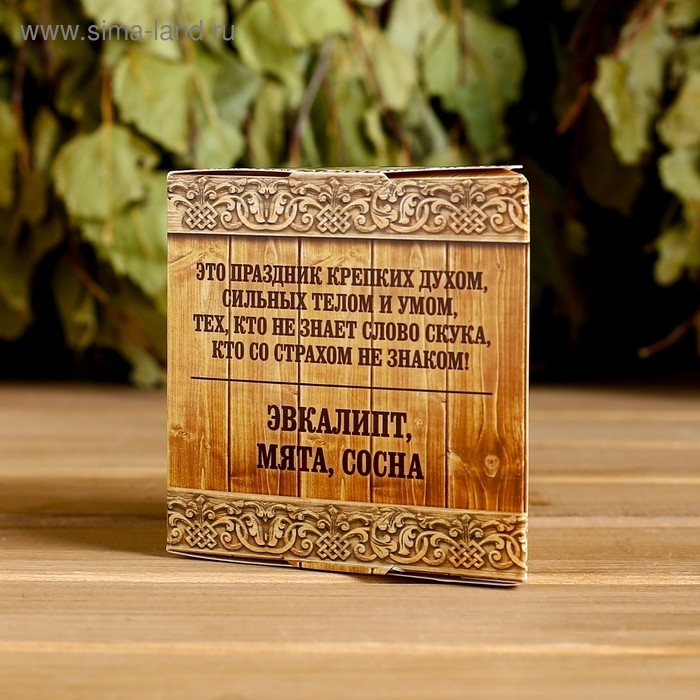 www.sima-land.ru
ЭТО ПРАЗДНИК КРЕПКИХ ДУХОМ,
СИЛЬНЫХ ТЕЛОМ И УМОМ,
ТЕХ, КТО НЕ ЗНАЕТ СЛОВО СКУКА,
КТО СО СТРАХОМ НЕ ЗНАКОМ!
ЭВКАЛИПТ,
МЯТА, СОСНА